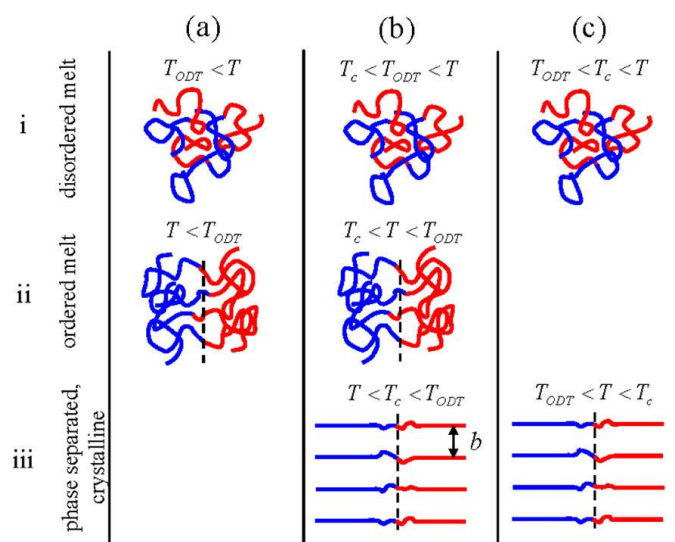 (a) (b) (c)
i disordered melt T_ODT < T T_c < T_ODT < T T_ODT < T_c < T
ii ordered melt T < T_ODT T_c < T < T_ODT
iii phase separated, crystalline T < T_c < T_ODT T_ODT < T < T_c
b